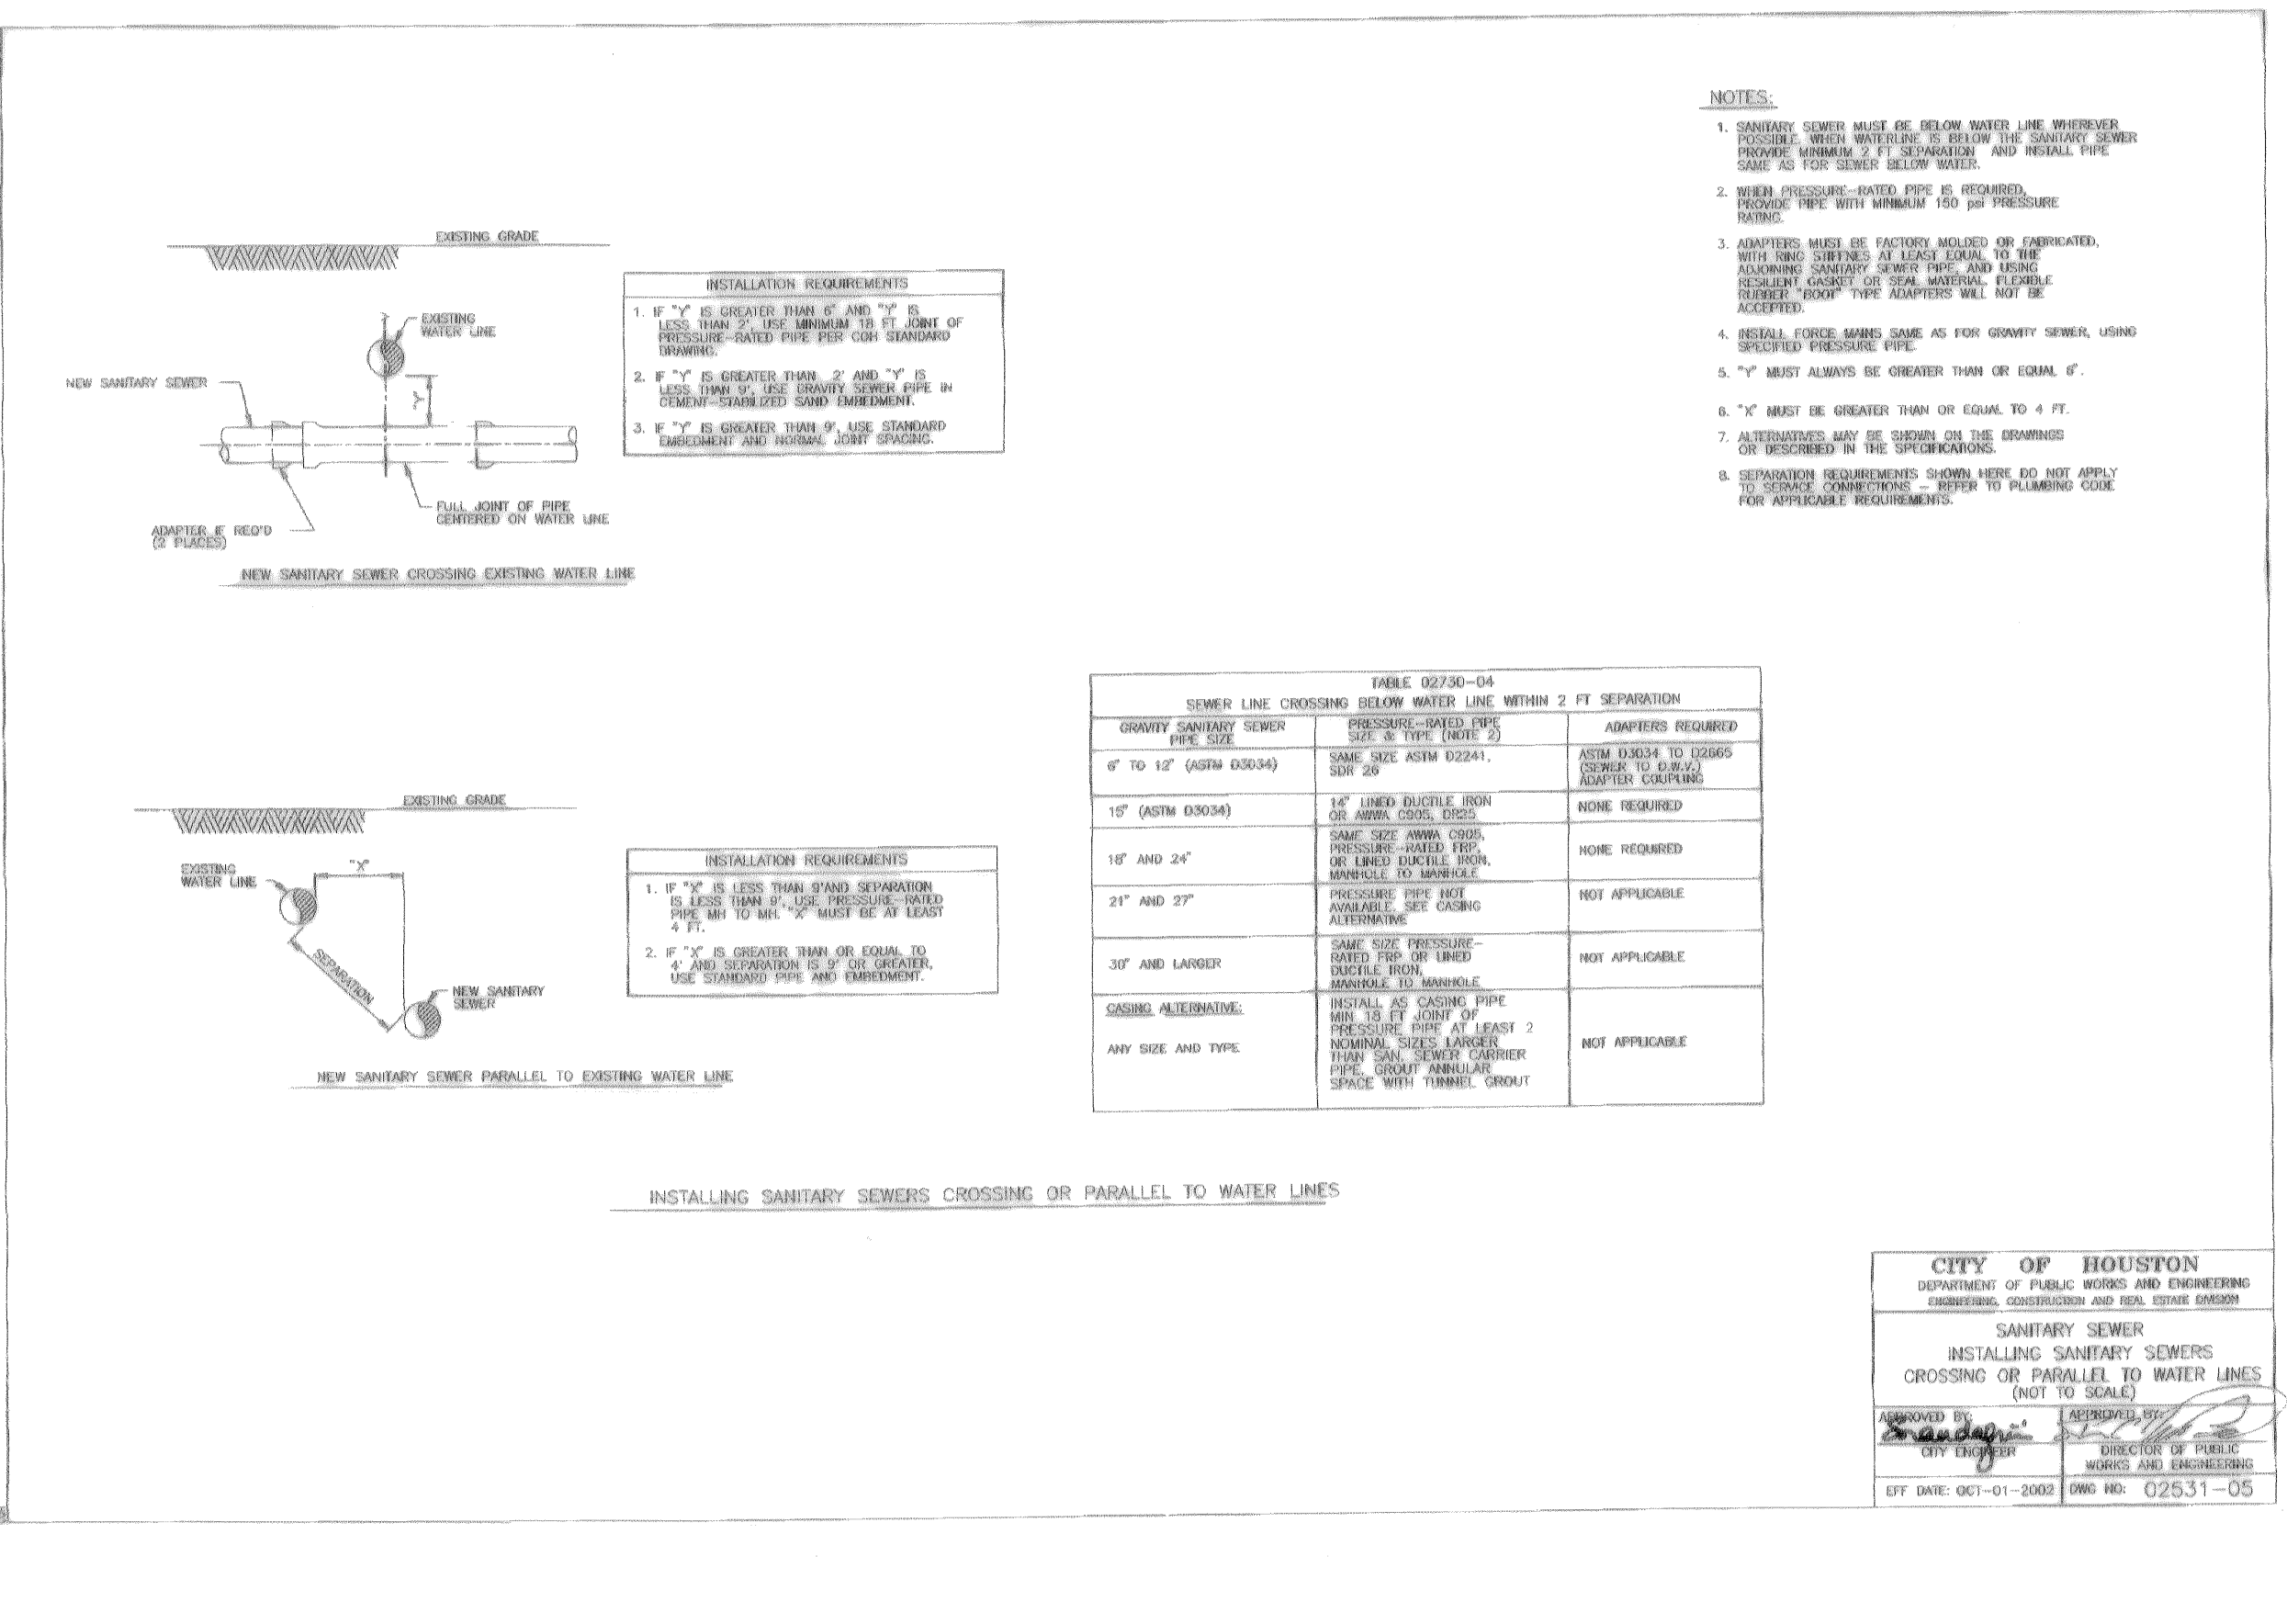 EXISTING GRADE
EXISTING
WATER LINE
NEW SANITARY SEWER
"Y"
FULL JOINT OF PIPE
CENTERED ON WATER LINE
ADAPTER IF REQ'D
(2 PLACES)
NEW SANITARY SEWER CROSSING EXISTING WATER LINE
INSTALLATION REQUIREMENTS
1. IF "Y" IS GREATER THAN 6" AND "Y" IS
LESS THAN 2', USE MINIMUM 18 FT JOINT OF
PRESSURE-RATED PIPE PER COH STANDARD
DRAWING.
2. IF "Y" IS GREATER THAN 2' AND "Y" IS
LESS THAN 9', USE GRAVITY SEWER PIPE IN
CEMENT-STABILIZED SAND EMBEDMENT.
3. IF "Y" IS GREATER THAN 9', USE STANDARD
EMBEDMENT AND NORMAL JOINT SPACING.
NOTES:
1. SANITARY SEWER MUST BE BELOW WATER LINE WHEREVER
POSSIBLE. WHEN WATERLINE IS BELOW THE SANITARY SEWER
PROVIDE MINIMUM 2 FT SEPARATION AND INSTALL PIPE
SAME AS FOR SEWER BELOW WATER.
2. WHEN PRESSURE-RATED PIPE IS REQUIRED,
PROVIDE PIPE WITH MINIMUM 150 psi PRESSURE
RATING.
3. ADAPTERS MUST BE FACTORY MOLDED OR FABRICATED,
WITH RING STIFFNES AT LEAST EQUAL TO THE
ADJOINING SANITARY SEWER PIPE, AND USING
RESILIENT GASKET OR SEAL MATERIAL. FLEXIBLE
RUBBER "BOOT" TYPE ADAPTERS WILL NOT BE
ACCEPTED.
4. INSTALL FORCE MAINS SAME AS FOR GRAVITY SEWER, USING
SPECIFIED PRESSURE PIPE.
5. "Y" MUST ALWAYS BE GREATER THAN OR EQUAL 6".
6. "X" MUST BE GREATER THAN OR EQUAL TO 4 FT.
7. ALTERNATIVES MAY BE SHOWN ON THE DRAWINGS
OR DESCRIBED IN THE SPECIFICATIONS.
8. SEPARATION REQUIREMENTS SHOWN HERE DO NOT APPLY
TO SERVICE CONNECTIONS - REFER TO PLUMBING CODE
FOR APPLICABLE REQUIREMENTS.
EXISTING GRADE
EXISTING
WATER LINE
"X"
SEPARATION
NEW SANITARY
SEWER
NEW SANITARY SEWER PARALLEL TO EXISTING WATER LINE
INSTALLATION REQUIREMENTS
1. IF "X" IS LESS THAN 9'AND SEPARATION
IS LESS THAN 9', USE PRESSURE-RATED
PIPE MH TO MH. "X" MUST BE AT LEAST
4 FT.
2. IF "X" IS GREATER THAN OR EQUAL TO
4' AND SEPARATION IS 9' OR GREATER,
USE STANDARD PIPE AND EMBEDMENT.
TABLE 02730-04
SEWER LINE CROSSING BELOW WATER LINE WITHIN 2 FT SEPARATION
GRAVITY SANITARY SEWER
PIPE SIZE
PRESSURE-RATED PIPE
SIZE & TYPE (NOTE 2)
ADAPTERS REQUIRED
6" TO 12" (ASTM D3034)
SAME SIZE ASTM D2241,
SDR 26
ASTM D3034 TO D2665
(SEWER TO D.W.V.)
ADAPTER COUPLING
15" (ASTM D3034)
14" LINED DUCTILE IRON
OR AWWA C905, DR25
NONE REQUIRED
18" AND 24"
SAME SIZE AWWA C905,
PRESSURE-RATED FRP,
OR LINED DUCTILE IRON,
MANHOLE TO MANHOLE
NONE REQUIRED
21" AND 27"
PRESSURE PIPE NOT
AVAILABLE. SEE CASING
ALTERNATIVE
NOT APPLICABLE
30" AND LARGER
SAME SIZE PRESSURE-
RATED FRP OR LINED
DUCTILE IRON,
MANHOLE TO MANHOLE
NOT APPLICABLE
CASING ALTERNATIVE:
ANY SIZE AND TYPE
INSTALL AS CASING PIPE
MIN 18 FT JOINT OF
PRESSURE PIPE AT LEAST 2
NOMINAL SIZES LARGER
THAN SAN. SEWER CARRIER
PIPE. GROUT ANNULAR
SPACE WITH TUNNEL GROUT
NOT APPLICABLE
INSTALLING SANITARY SEWERS CROSSING OR PARALLEL TO WATER LINES
CITY OF HOUSTON
DEPARTMENT OF PUBLIC WORKS AND ENGINEERING
ENGINEERING, CONSTRUCTION AND REAL ESTATE DIVISION
SANITARY SEWER
INSTALLING SANITARY SEWERS
CROSSING OR PARALLEL TO WATER LINES
(NOT TO SCALE)
APPROVED BY:
CITY ENGINEER
APPROVED BY:
DIRECTOR OF PUBLIC
WORKS AND ENGINEERING
EFF DATE: OCT-01-2002
DWG NO: 02531-05